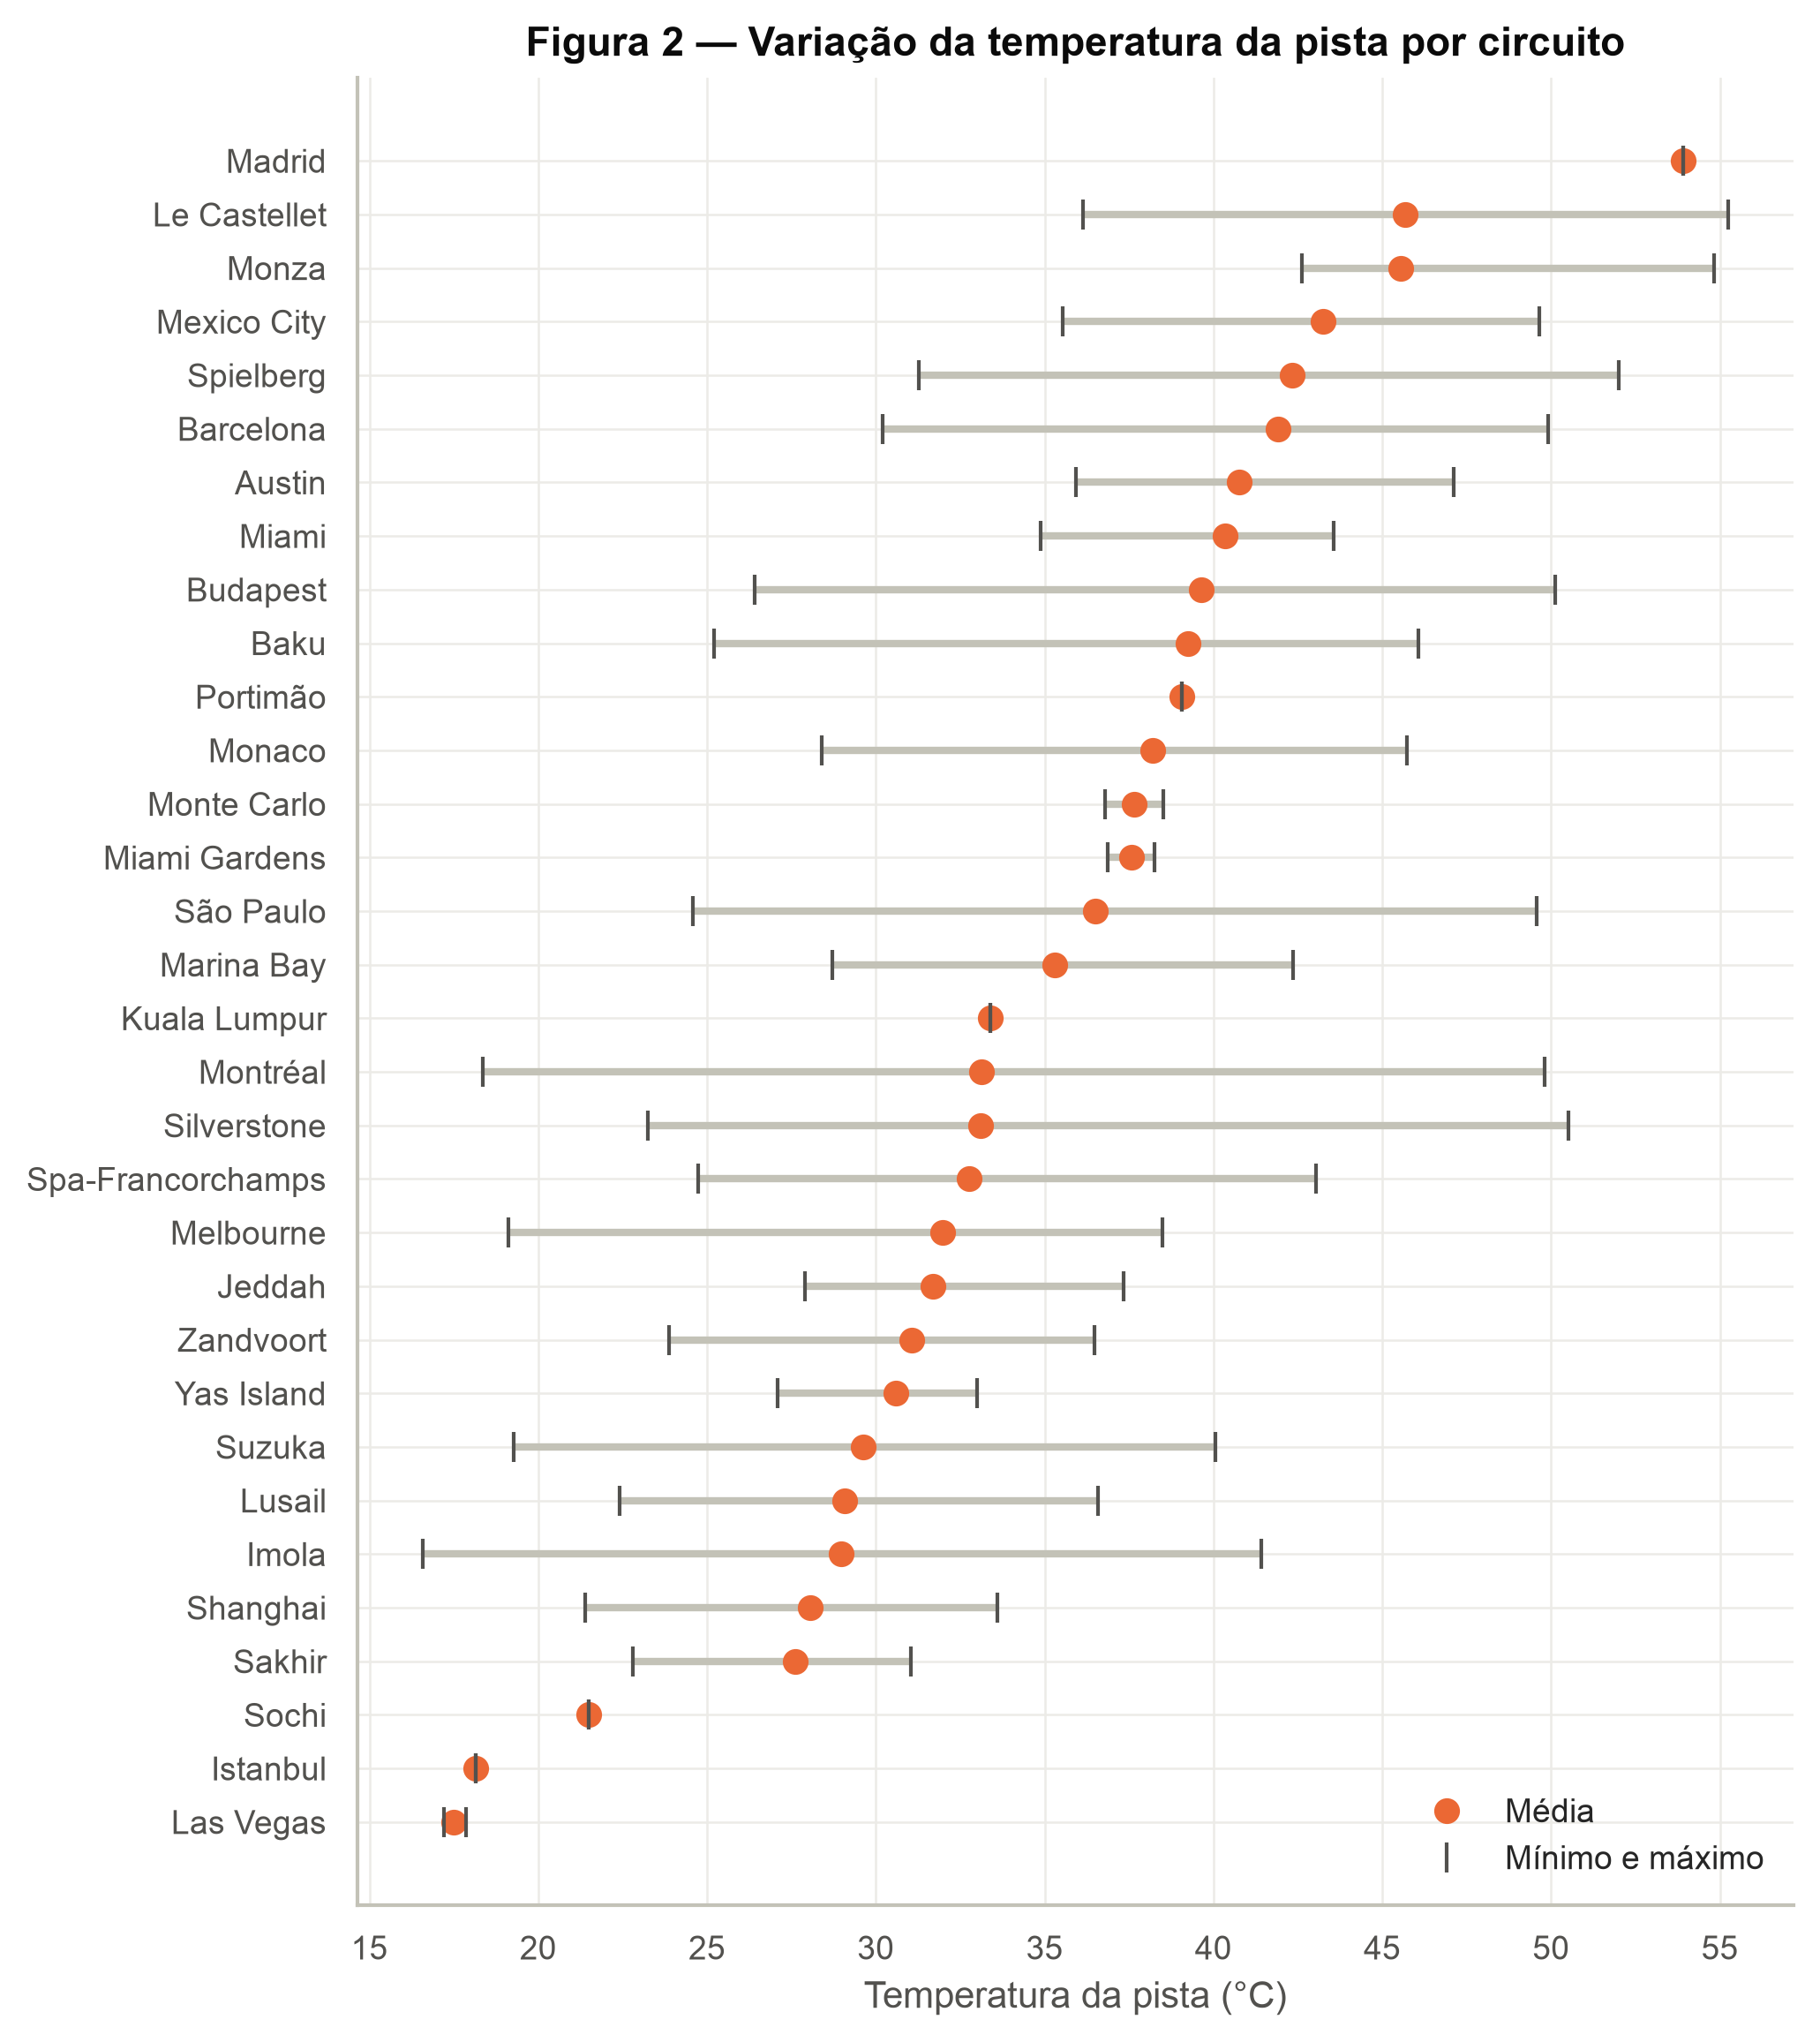 Figura 2 — Variação da temperatura da pista por circuito
Madrid
Le Castellet
Monza
Mexico City
Spielberg
Barcelona
Austin
Miami
Budapest
Baku
Portimão
Monaco
Monte Carlo
Miami Gardens
São Paulo
Marina Bay
Kuala Lumpur
Montréal
Silverstone
Spa-Francorchamps
Melbourne
Jeddah
Zandvoort
Yas Island
Suzuka
Lusail
Imola
Shanghai
Sakhir
Sochi
Istanbul
Las Vegas
Média
Mínimo e máximo
15 20 25 30 35 40 45 50 55
Temperatura da pista (°C)